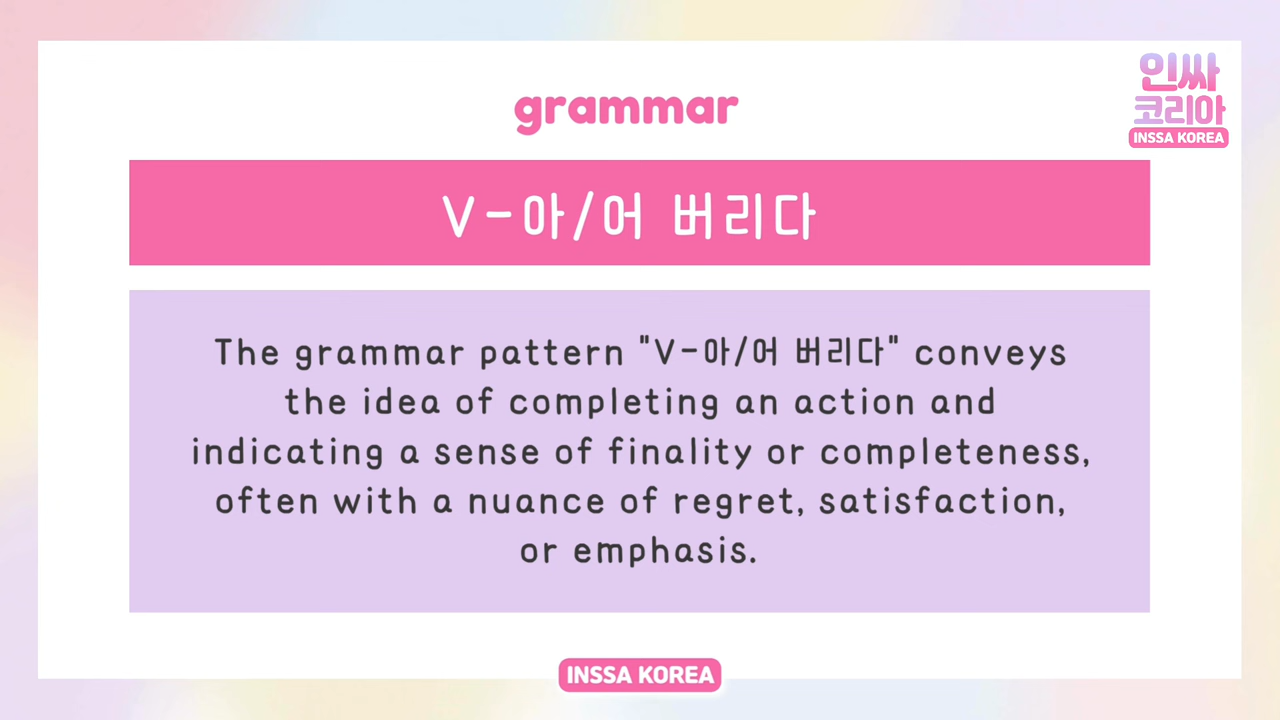 인싸
코리아
INSSA KOREA
grammar
V-아/어 버리다
The grammar pattern "V-아/어 버리다" conveys
the idea of completing an action and
indicating a sense of finality or completeness,
often with a nuance of regret, satisfaction,
or emphasis.
INSSA KOREA